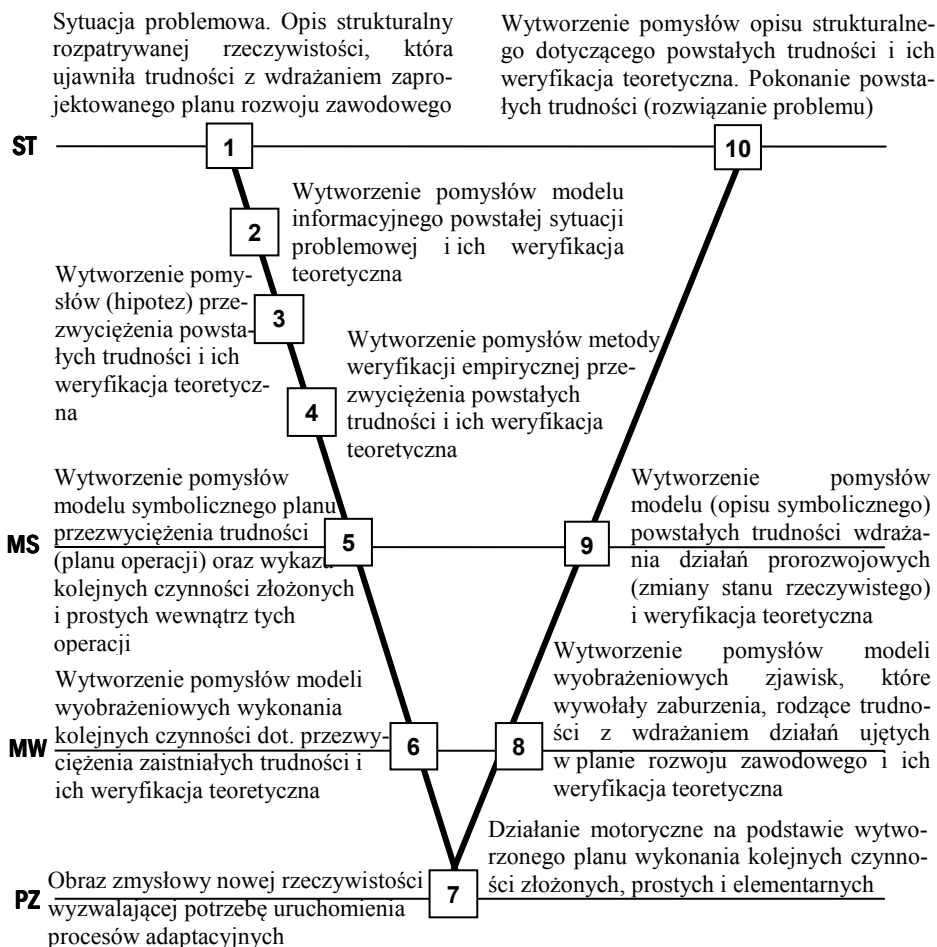 Sytuacja problemowa. Opis strukturalny
rozpatrywanej rzeczywistości, która
ujawniła trudności z wdrażaniem zapro-
jektowanego planu rozwoju zawodowego
Wytworzenie pomysłów opisu strukturalne-
go dotyczącego powstałych trudności i ich
weryfikacja teoretyczna. Pokonanie powsta-
łych trudności (rozwiązanie problemu)
ST
1
10
2
Wytworzenie pomysłów modelu
informacyjnego powstałej sytuacji
problemowej i ich weryfikacja
teoretyczna
Wytworzenie pomy-
słów (hipotez) prze-
zwyciężenia powsta-
łych trudności i ich
weryfikacja teoretycz-
na
3
4
Wytworzenie pomysłów metody
weryfikacji empirycznej prze-
zwyciężenia powstałych
trudności i ich weryfikacja
teoretyczna
Wytworzenie pomysłów
modelu symbolicznego planu
przezwyciężenia trudności
(planu operacji) oraz wykazu
kolejnych czynności złożonych
i prostych wewnątrz tych
operacji
MS
5
9
Wytworzenie pomysłów
modelu (opisu symbolicznego)
powstałych trudności wdraża-
nia działań prorozwojowych
(zmiany stanu rzeczywistego)
i weryfikacja teoretyczna
Wytworzenie pomysłów modeli
wyobrażeniowych wykonania
kolejnych czynności dot. przezwy-
ciężenia zaistniałych trudności i
ich weryfikacja teoretyczna
MW
6
8
Wytworzenie pomysłów modeli
wyobrażeniowych zjawisk, które
wywołały zaburzenia, rodzące trudno-
ści z wdrażaniem działań ujętych
w planie rozwoju zawodowego i ich
weryfikacja teoretyczna
Działanie motoryczne na podstawie wytwo-
rzonego planu wykonania kolejnych czynno-
ści złożonych, prostych i elementarnych
PZ
7
Obraz zmysłowy nowej rzeczywistości
wyzwalającej potrzebę uruchomienia
procesów adaptacyjnych